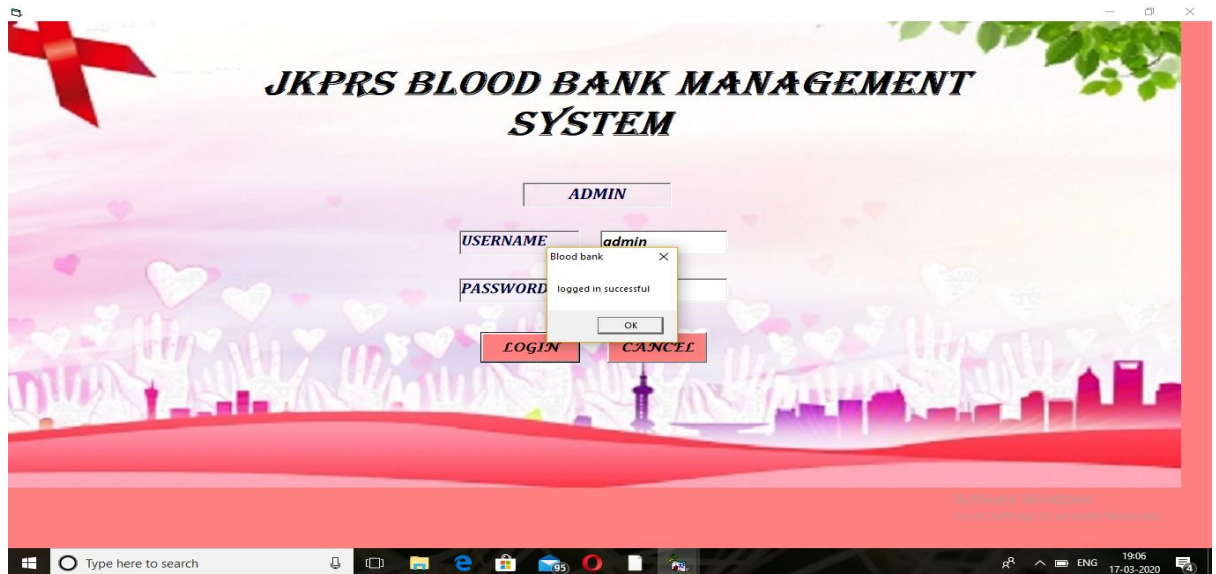 JKPRS BLOOD BANK MANAGEMENT
SYSTEM
ADMIN
USERNAME
admin
Blood bank
PASSWORD
logged in successful
OK
LOGIN
CANCEL
Type here to search
95
ENG
19:06
17-03-2020
4